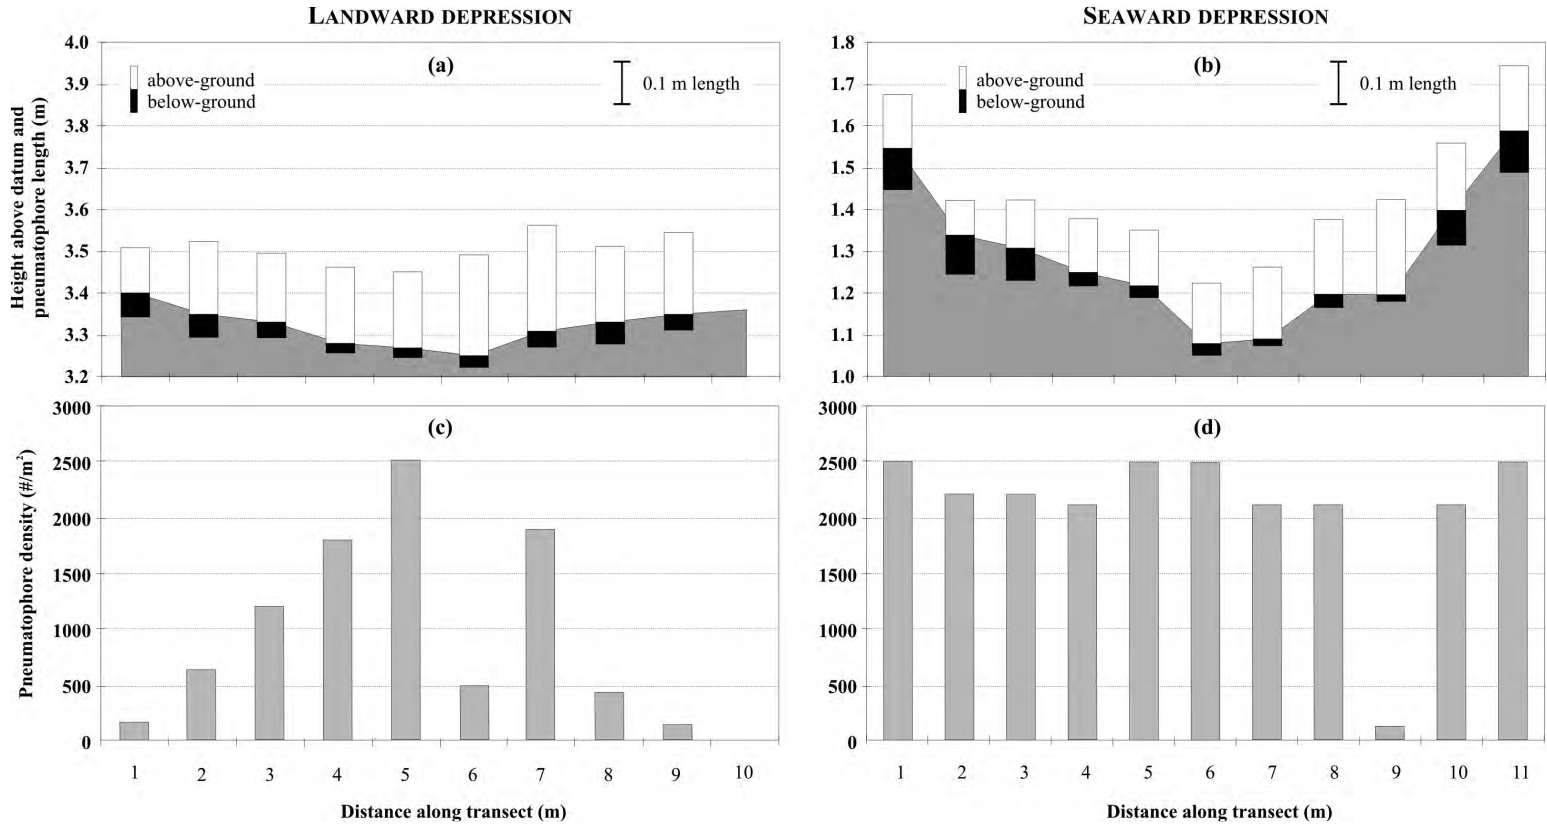 LANDWARD DEPRESSION
SEAWARD DEPRESSION
Height above datum and
pneumatophore length (m)
4.0
3.9
3.8
3.7
3.6
3.5
3.4
3.3
3.2
(a)
above-ground
below-ground
0.1 m length
1.8
1.7
1.6
1.5
1.4
1.3
1.2
1.1
1.0
(b)
above-ground
below-ground
0.1 m length
Pneumatophore density (#/m²)
3000
2500
2000
1500
1000
500
0
(c)
1 2 3 4 5 6 7 8 9 10
Distance along transect (m)
3000
2500
2000
1500
1000
500
0
(d)
1 2 3 4 5 6 7 8 9 10 11
Distance along transect (m)